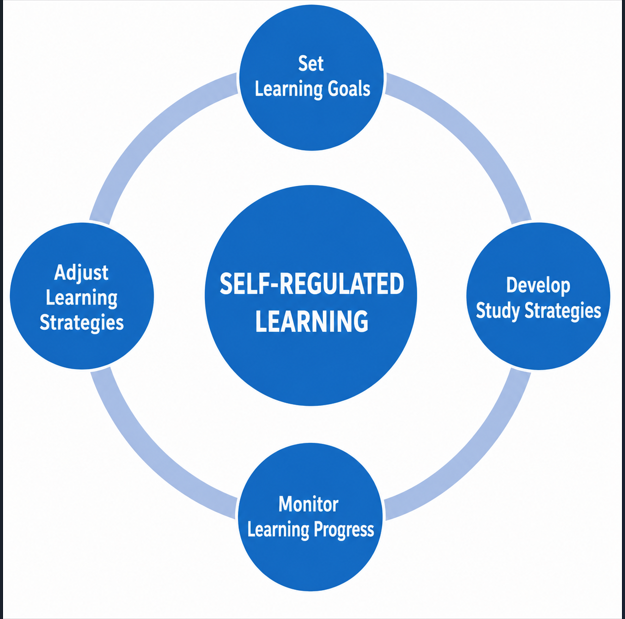 Set
Learning Goals
Adjust
Learning
Strategies
SELF-REGULATED
LEARNING
Develop
Study Strategies
Monitor
Learning Progress